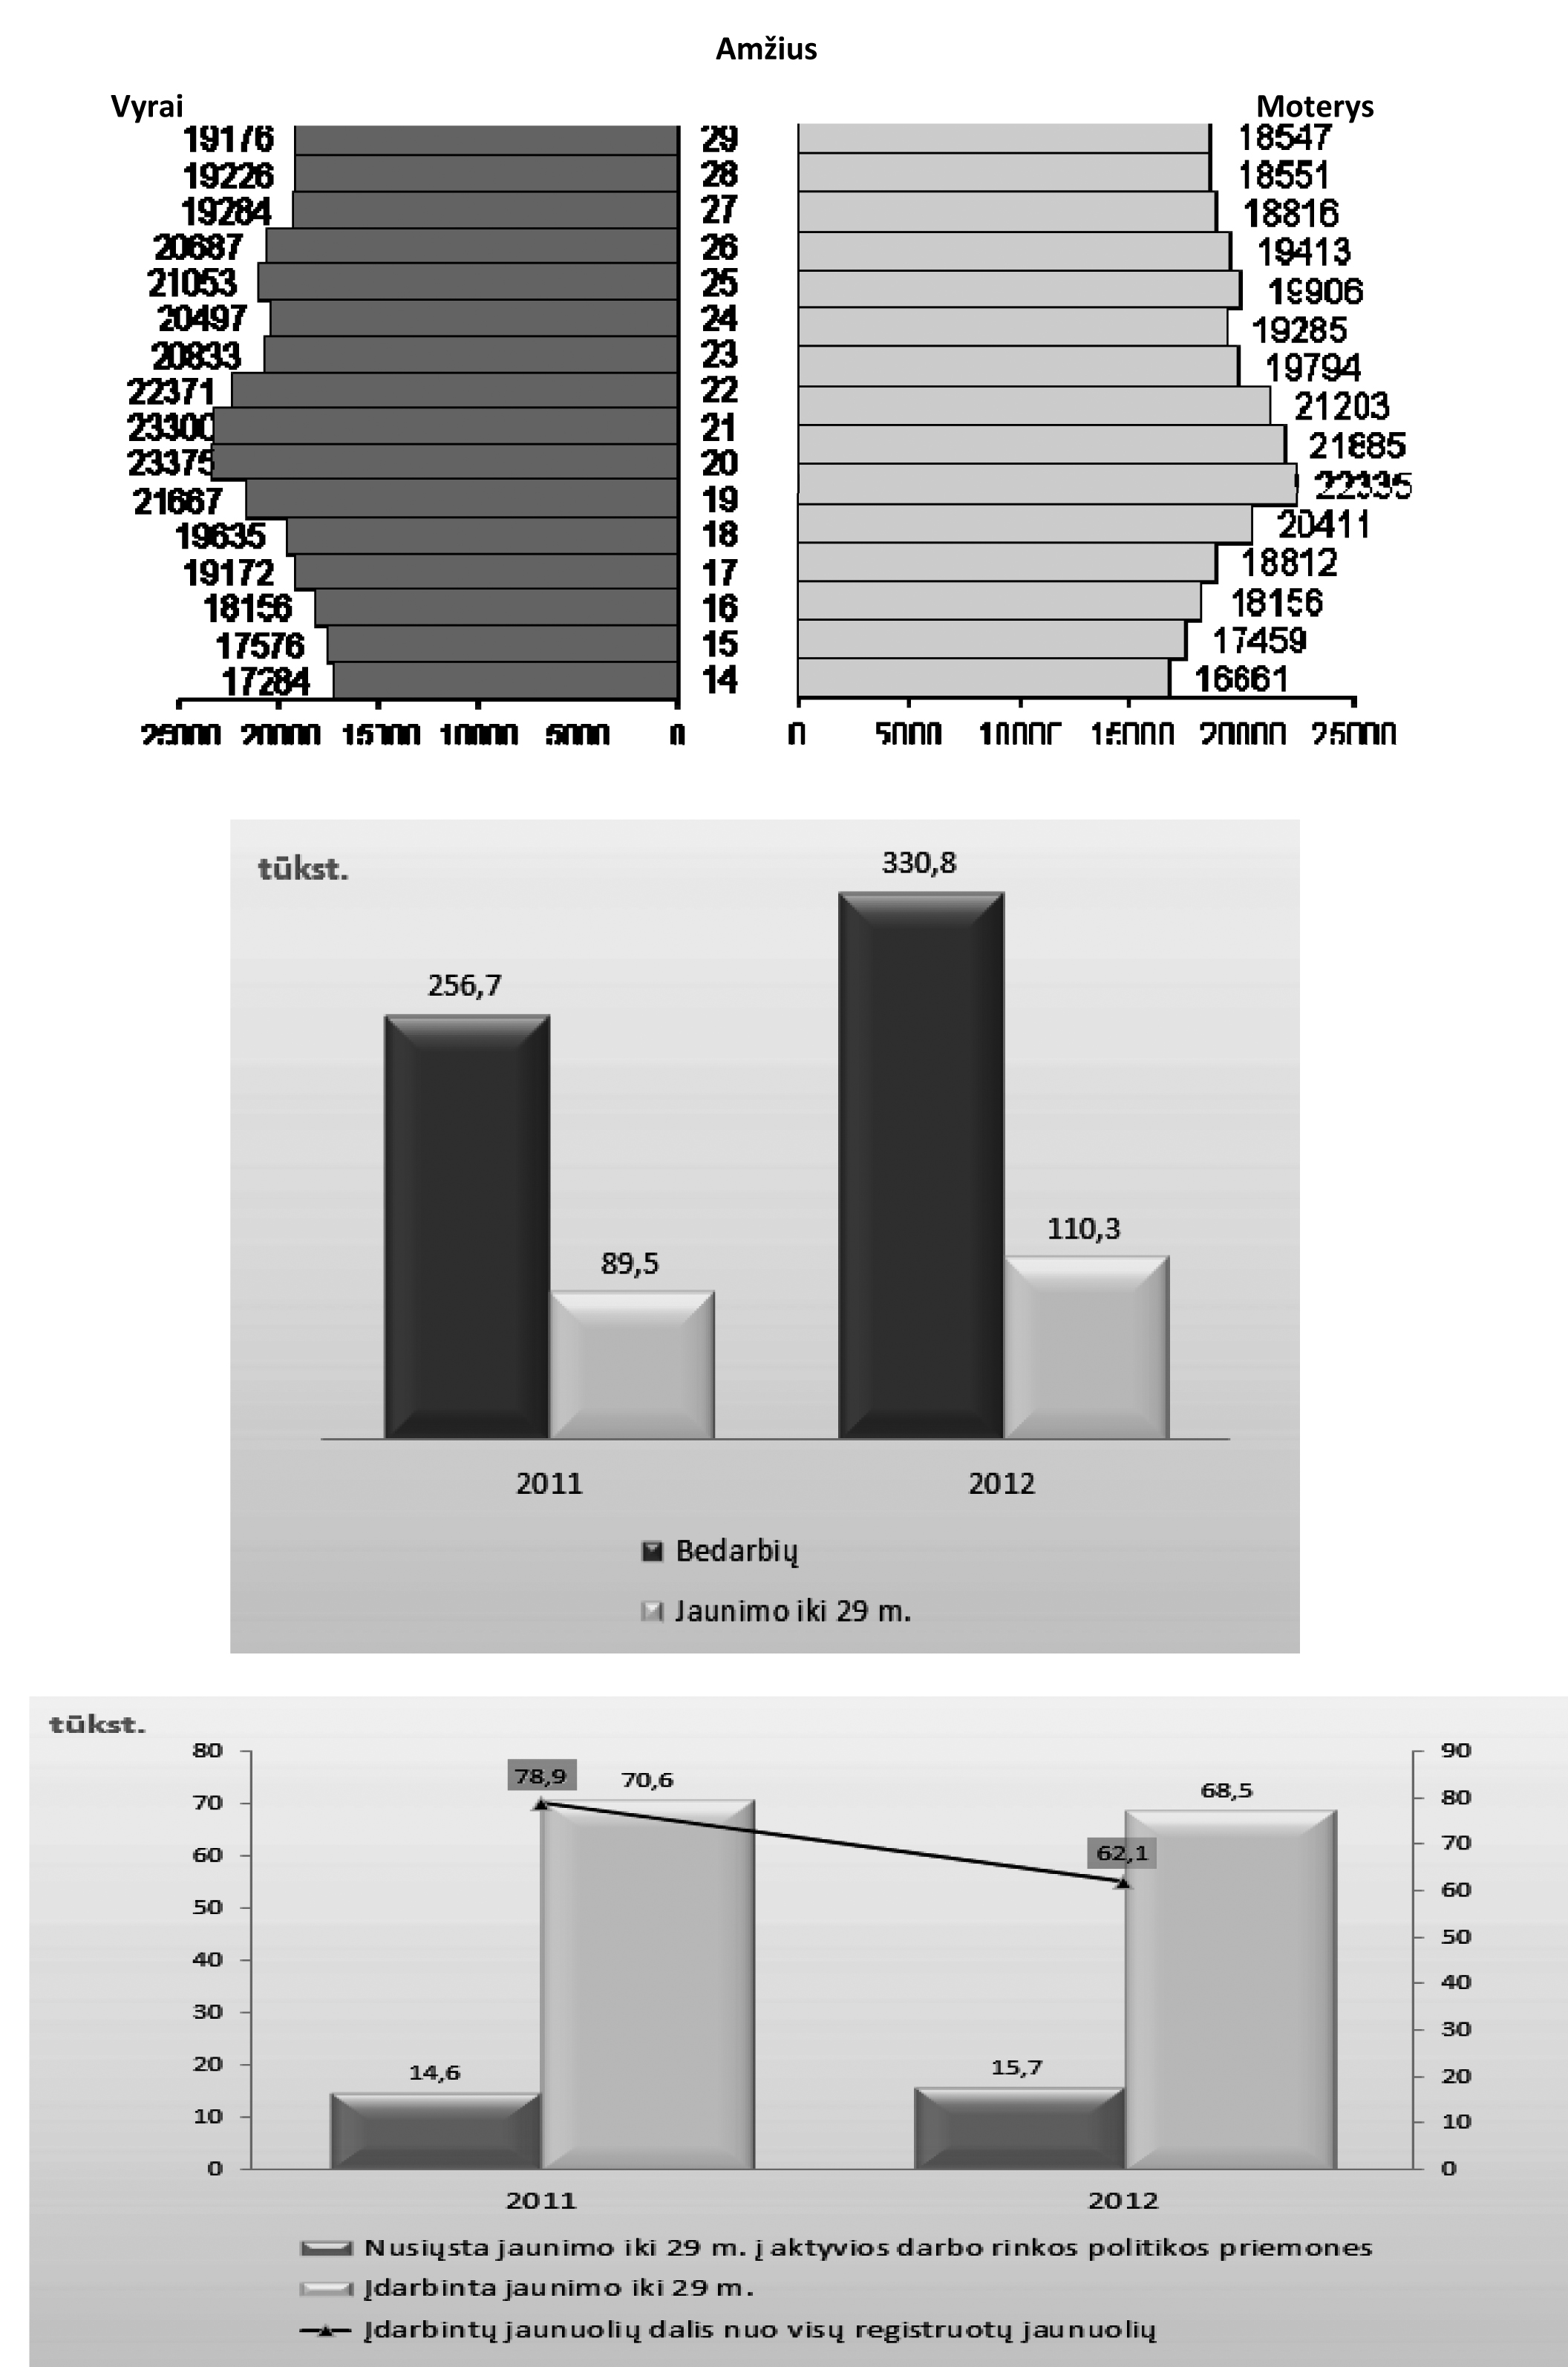 Amžius
Vyrai Moterys
19176 29 18547
19226 28 18551
19284 27 18816
20687 26 19413
21053 25 19906
20497 24 19285
20833 23 19794
22371 22 21203
23300 21 21885
23375 20 22335
21667 19 20411
19635 18 18812
19172 17 18156
18156 16 17459
17576 15 16661
17284 14
25000 20000 15000 10000 5000 0 0 5000 10000 15000 20000 25000
tūkst.
330,8
256,7
110,3
89,5
2011 2012
Bedarbių
Jaunimo iki 29 m.
tūkst.
80 90
78,9 70,6 68,5
70 80
62,1 70
60 60
50 50
40 40
30 30
20 14,6 15,7 20
10 10
0 0
2011 2012
Nusiųsta jaunimo iki 29 m. į aktyvios darbo rinkos politikos priemones
Įdarbinta jaunimo iki 29 m.
Įdarbintų jaunuolių dalis nuo visų registruotų jaunuolių